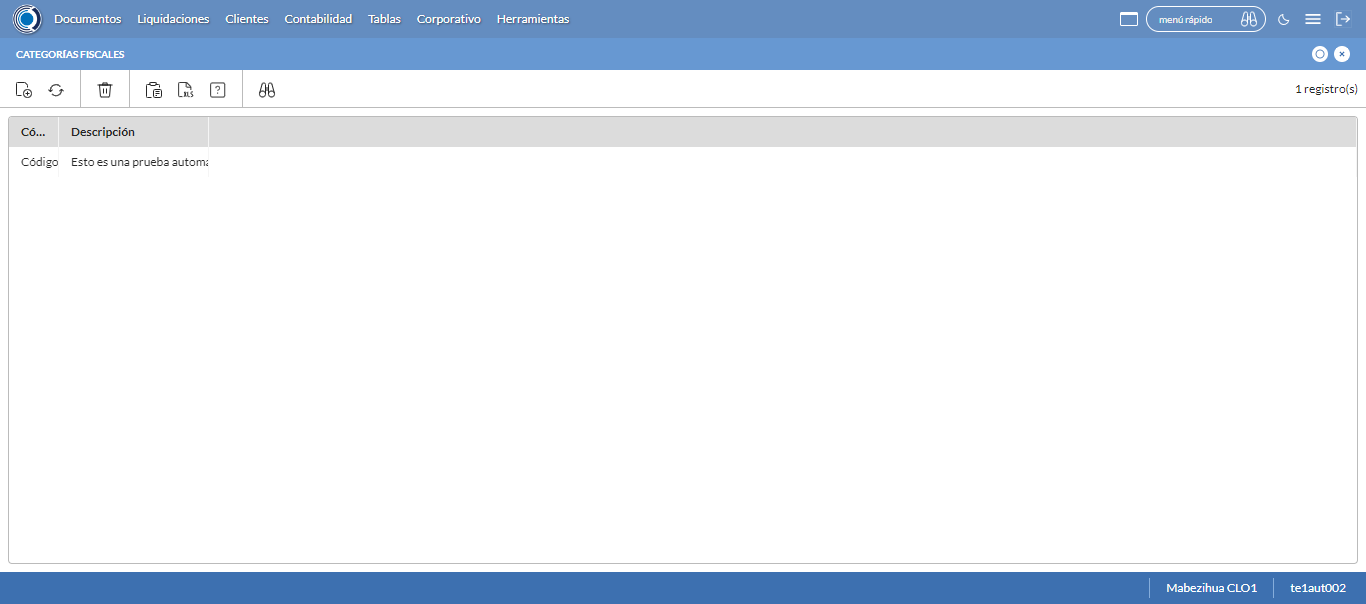 Documentos Liquidaciones Clientes Contabilidad Tablas Corporativo Herramientas menú rápido
CATEGORÍAS FISCALES
XLS ? 1 registro(s)
Có... Descripción
Código Esto es una prueba automa
Mabezihua CLO1 te1aut002